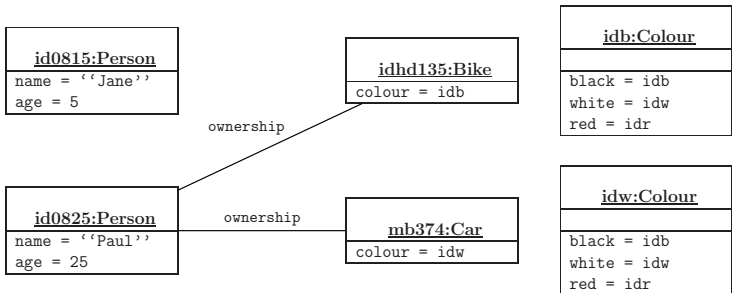 id0815:Person
name = ‘‘Jane’’
age = 5
idhd135:Bike
colour = idb
idb:Colour
black = idb
white = idw
red = idr
ownership
id0825:Person
name = ‘‘Paul’’
age = 25
ownership
mb374:Car
colour = idw
idw:Colour
black = idb
white = idw
red = idr